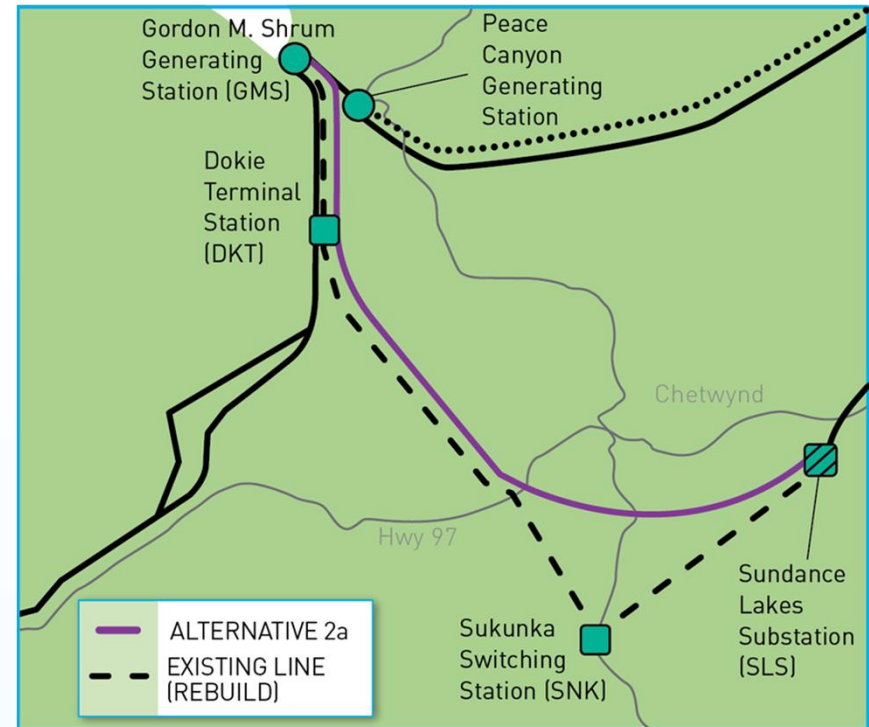 Gordon M. Shrum
Generating
Station (GMS)
Peace
Canyon
Generating
Station
Dokie
Terminal
Station
(DKT)
Chetwynd
Hwy 97
Sundance
Lakes
Substation
(SLS)
Sukunka
Switching
Station (SNK)
ALTERNATIVE 2a
EXISTING LINE
(REBUILD)